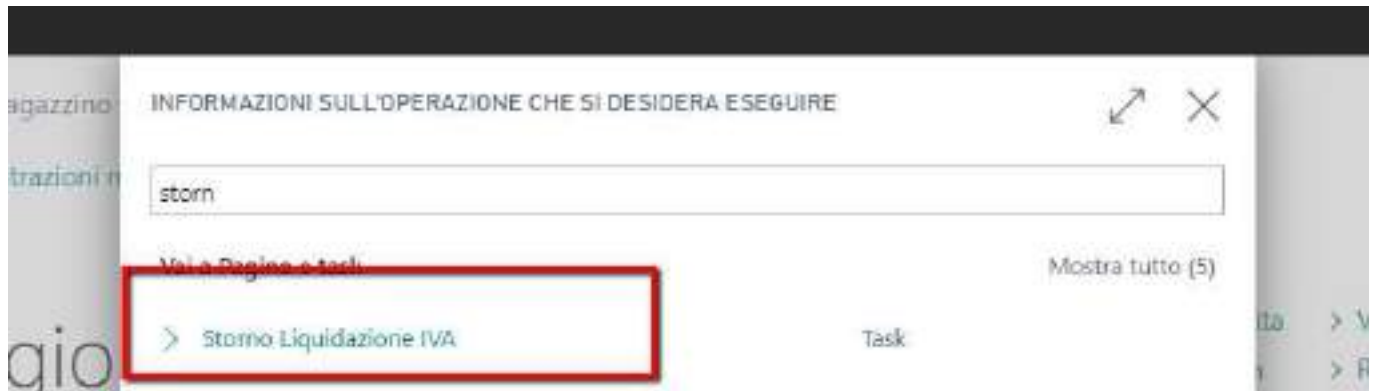 agazzino
INFORMAZIONI SULL'OPERAZIONE CHE SI DESIDERA ESEGUIRE
trazioni n
storn
Vai a Pagine e task
Mostra tutto (5)
> Storno Liquidazione IVA
Task
gio
ita
> V
> R